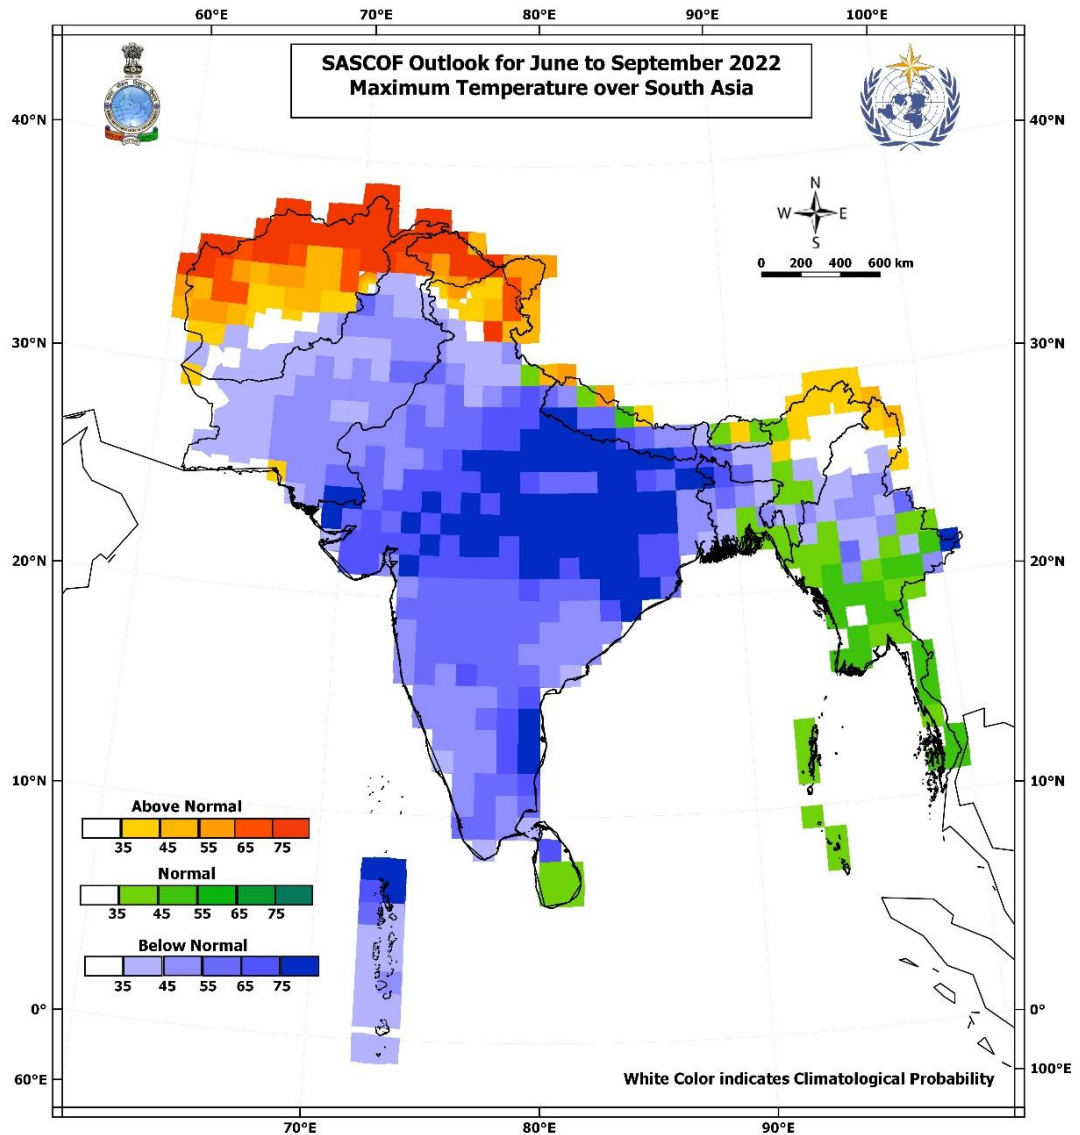 60°E 70°E 80°E 90°E 100°E
SASCOF Outlook for June to September 2022
Maximum Temperature over South Asia
40°N 40°N
N
W E
S
0 200 400 600 km
30°N 30°N
20°N 20°N
10°N 10°N
Above Normal
35 45 55 65 75
Normal
35 45 55 65 75
Below Normal
35 45 55 65 75
0° 0°
60°E 100°E
White Color indicates Climatological Probability
70°E 80°E 90°E